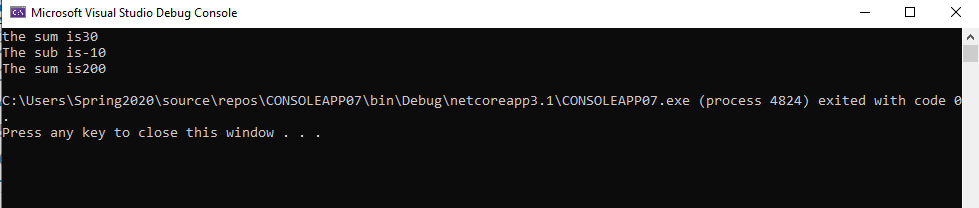 Microsoft Visual Studio Debug Console
the sum is30
The sub is-10
The sum is200
C:\Users\Spring2020\source\repos\CONSOLEAPP07\bin\Debug\netcoreapp3.1\CONSOLEAPP07.exe (process 4824) exited with code 0
.
Press any key to close this window . . .